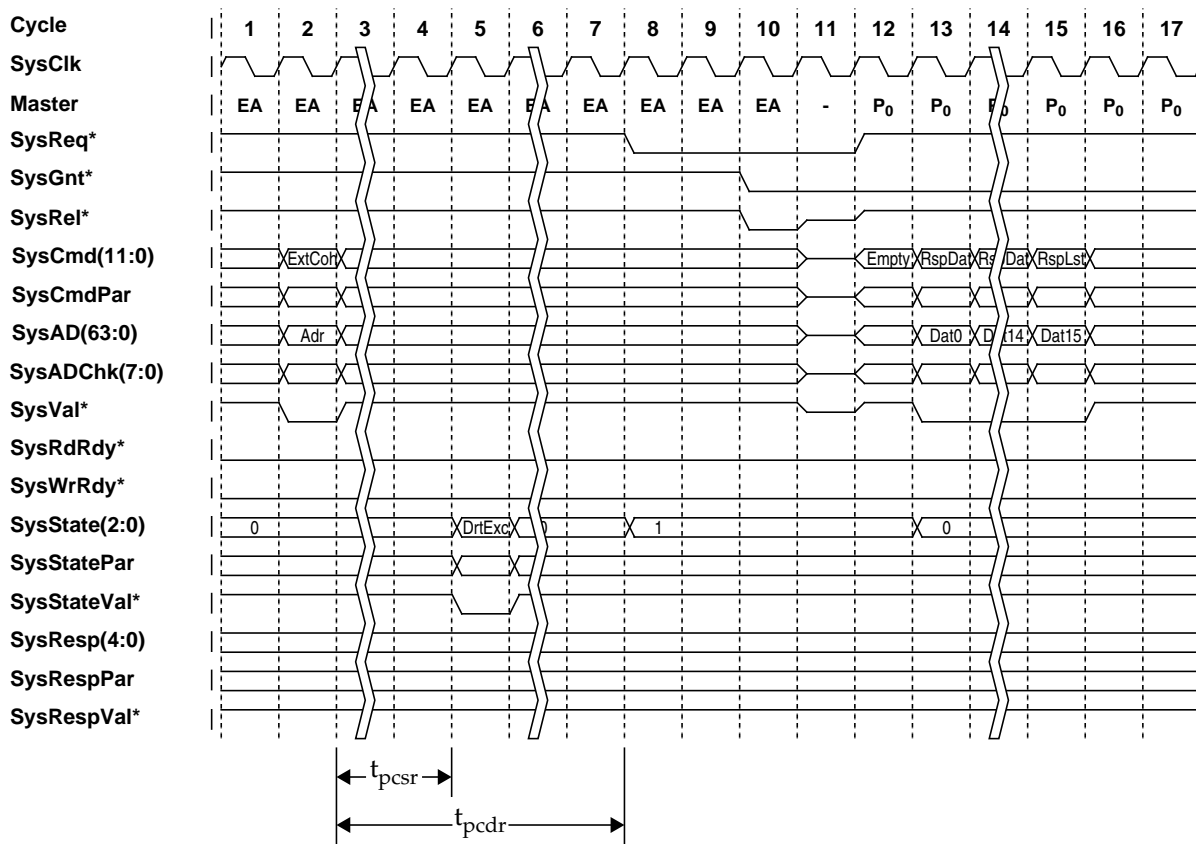 Cycle 1 2 3 4 5 6 7 8 9 10 11 12 13 14 15 16 17
SysClk
Master EA EA EA EA EA EA EA EA EA EA - P0 P0 P0 P0 P0 P0
SysReq*
SysGnt*
SysRel*
SysCmd(11:0) ExtCoh Empty RspDat RspDat RspLst
SysCmdPar
SysAD(63:0) Adr Dat0 Dat14 Dat15
SysADChk(7:0)
SysVal*
SysRdRdy*
SysWrRdy*
SysState(2:0) 0 DrtExc 0 1 0
SysStatePar
SysStateVal*
SysResp(4:0)
SysRespPar
SysRespVal*
tpcsr
tpcdr